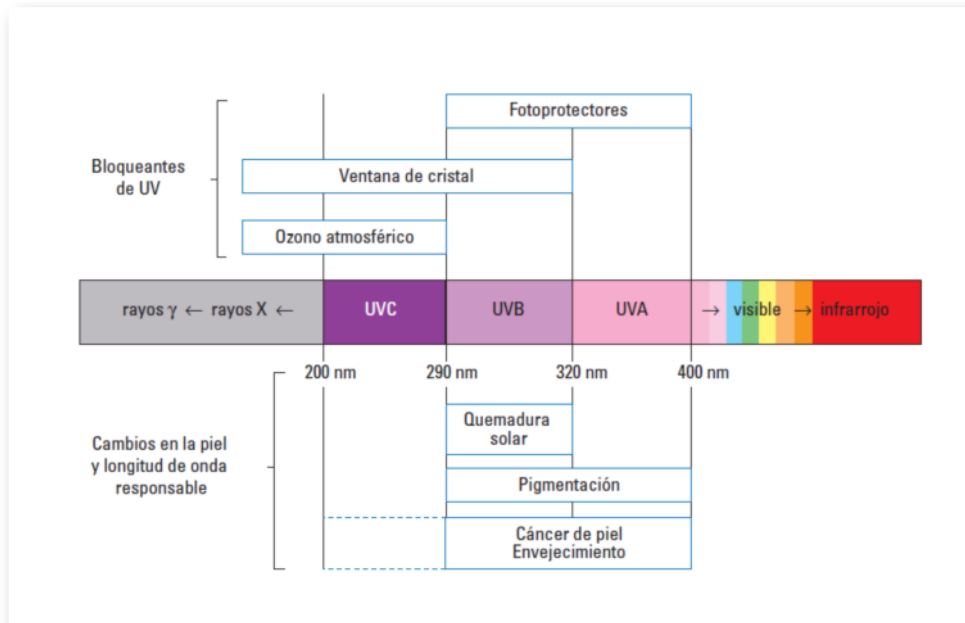 Fotoprotectores
Bloqueantes
de UV
Ventana de cristal
Ozono atmosférico
rayos γ ← rayos X ← UVC UVB UVA → visible → infrarrojo
200 nm 290 nm 320 nm 400 nm
Quemadura
solar
Cambios en la piel
y longitud de onda
responsable
Pigmentación
Cáncer de piel
Envejecimiento